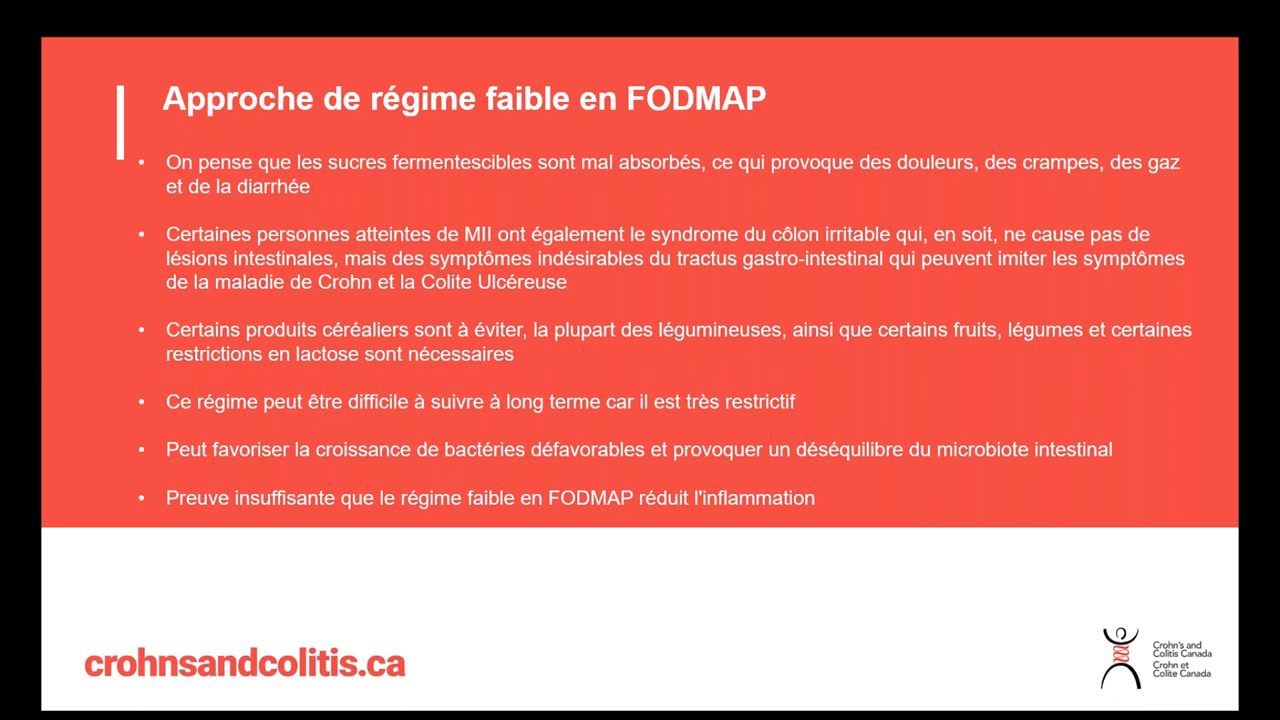 Approche de régime faible en FODMAP
• On pense que les sucres fermentescibles sont mal absorbés, ce qui provoque des douleurs, des crampes, des gaz
et de la diarrhée
• Certaines personnes atteintes de MII ont également le syndrome du côlon irritable qui, en soit, ne cause pas de
lésions intestinales, mais des symptômes indésirables du tractus gastro-intestinal qui peuvent imiter les symptômes
de la maladie de Crohn et la Colite Ulcéreuse
• Certains produits céréaliers sont à éviter, la plupart des légumineuses, ainsi que certains fruits, légumes et certaines
restrictions en lactose sont nécessaires
• Ce régime peut être difficile à suivre à long terme car il est très restrictif
• Peut favoriser la croissance de bactéries défavorables et provoquer un déséquilibre du microbiote intestinal
• Preuve insuffisante que le régime faible en FODMAP réduit l'inflammation
crohnsandcolitis.ca
Crohn's and
Colitis Canada
Crohn et
Colite Canada